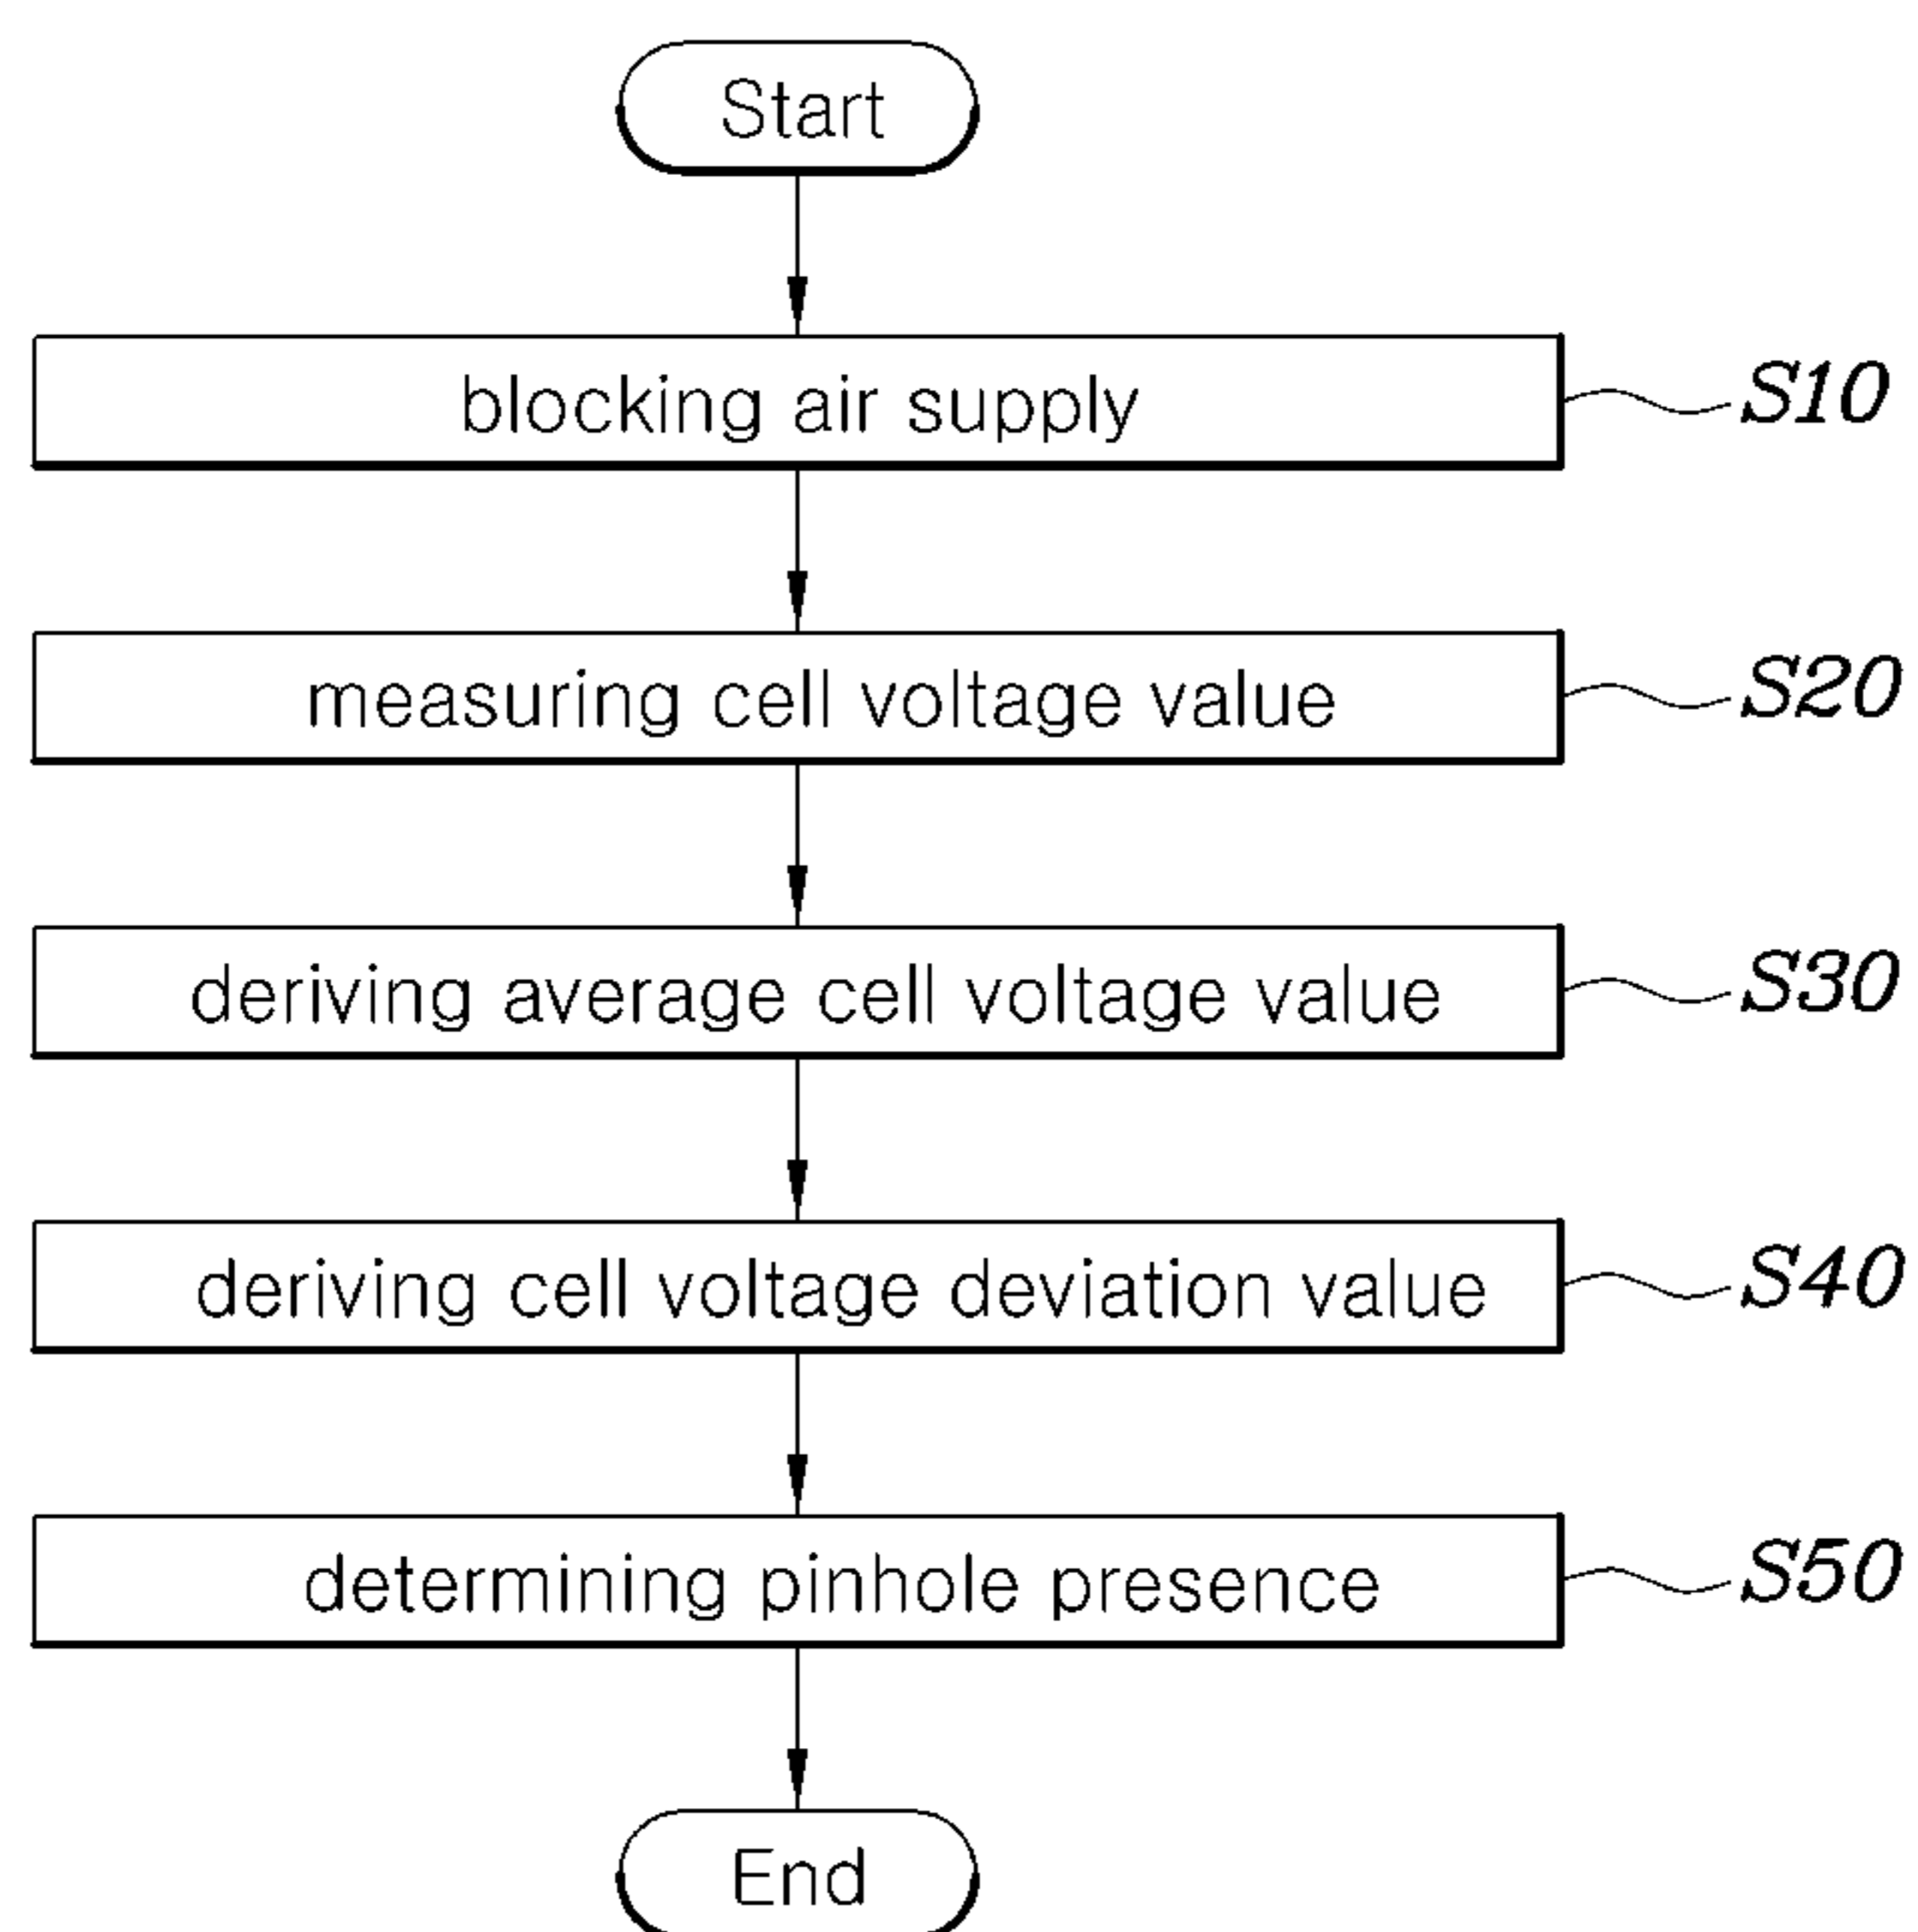 Start
blocking air supply
S10
measuring cell voltage value
S20
deriving average cell voltage value
S30
deriving cell voltage deviation value
S40
determining pinhole presence
S50
End